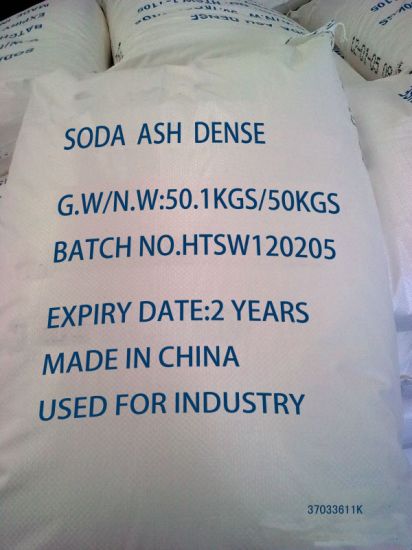 SODA ASH DENSE
G.W/N.W:50.1KGS/50KGS
BATCH NO.HTSW120205
EXPIRY DATE:2 YEARS
MADE IN CHINA
USED FOR INDUSTRY
37033611K